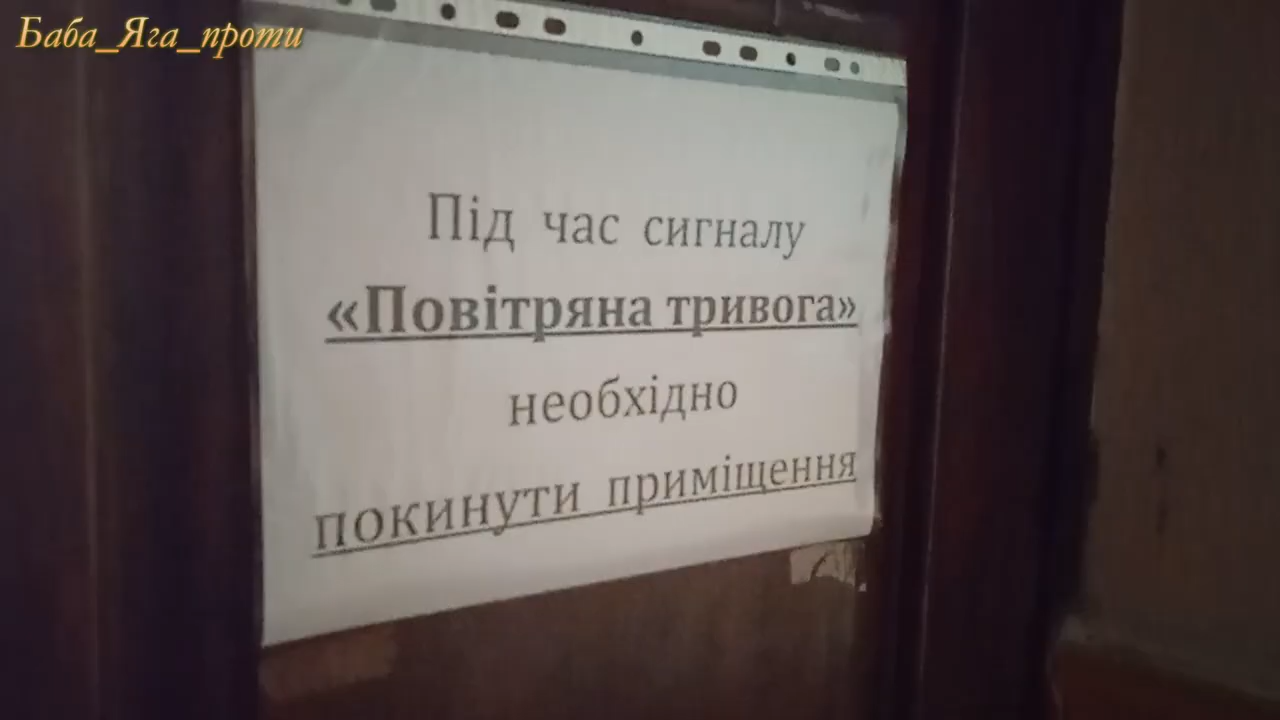 Баба_Яга_проти
Під час сигналу
«Повітряна тривога»
необхідно
покинути приміщення